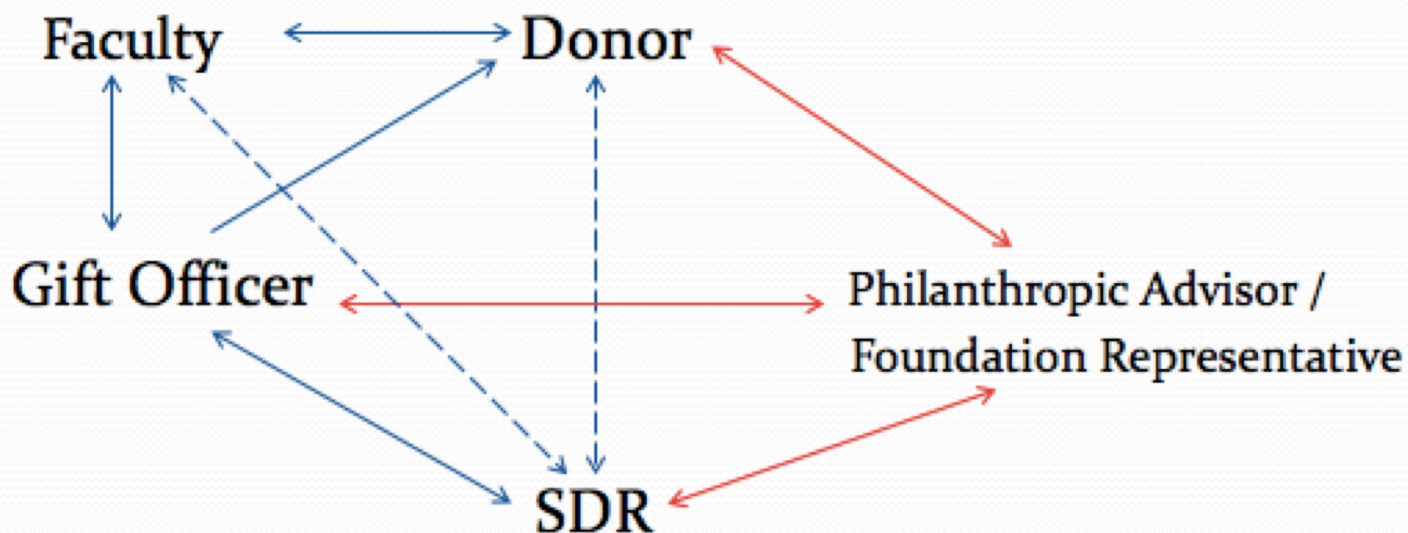 Faculty
Donor
Gift Officer
Philanthropic Advisor /
Foundation Representative
SDR